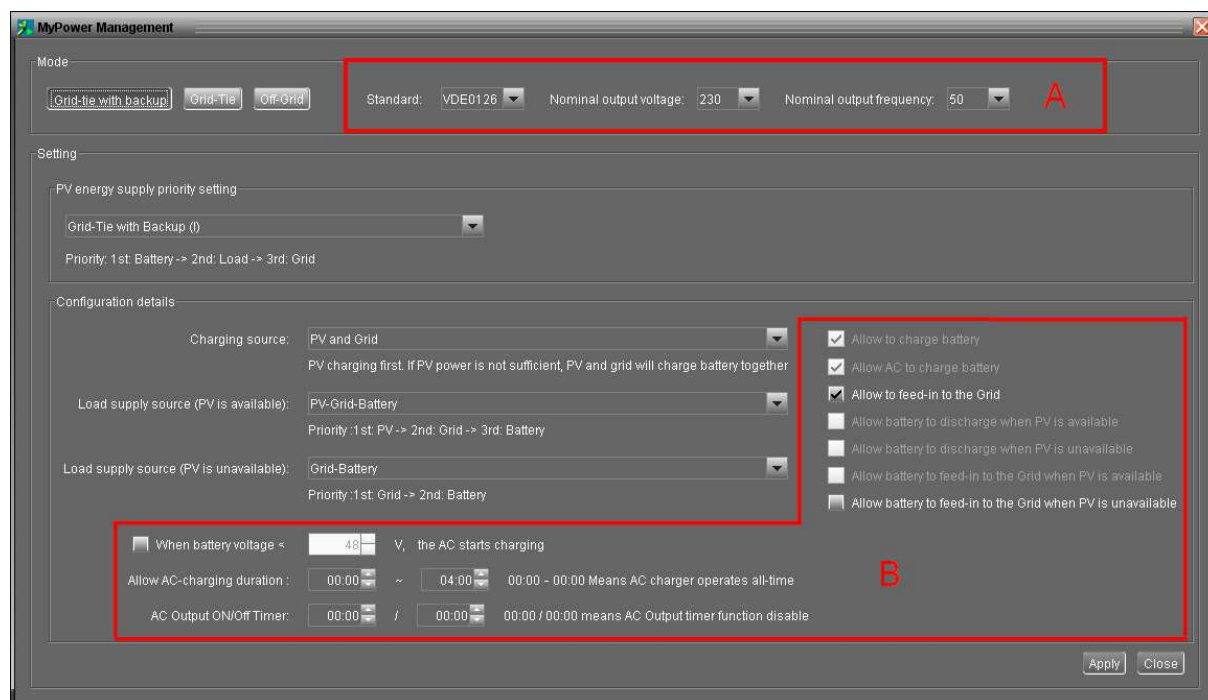 MyPower Management
Mode
Grid-tie with backup Grid-Tie Off-Grid Standard: VDE0126 Nominal output voltage: 230 Nominal output frequency: 50 A
Setting
PV energy supply priority setting
Grid-Tie with Backup (I)
Priority: 1st: Battery -> 2nd: Load -> 3rd: Grid
Configuration details
Charging source: PV and Grid
PV charging first. If PV power is not sufficient, PV and grid will charge battery together
Load supply source (PV is available): PV-Grid-Battery
Priority :1st: PV -> 2nd: Grid -> 3rd: Battery
Load supply source (PV is unavailable): Grid-Battery
Priority :1st: Grid -> 2nd: Battery
Allow to charge battery
Allow AC to charge battery
Allow to feed-in to the Grid
Allow battery to discharge when PV is available
Allow battery to discharge when PV is unavailable
Allow battery to feed-in to the Grid when PV is available
Allow battery to feed-in to the Grid when PV is unavailable
When battery voltage < 48 V, the AC starts charging
Allow AC-charging duration : 00:00 ~ 04:00 00:00 - 00:00 Means AC charger operates all-time
B
AC Output ON/Off Timer: 00:00 / 00:00 00:00 / 00:00 means AC Output timer function disable
Apply Close